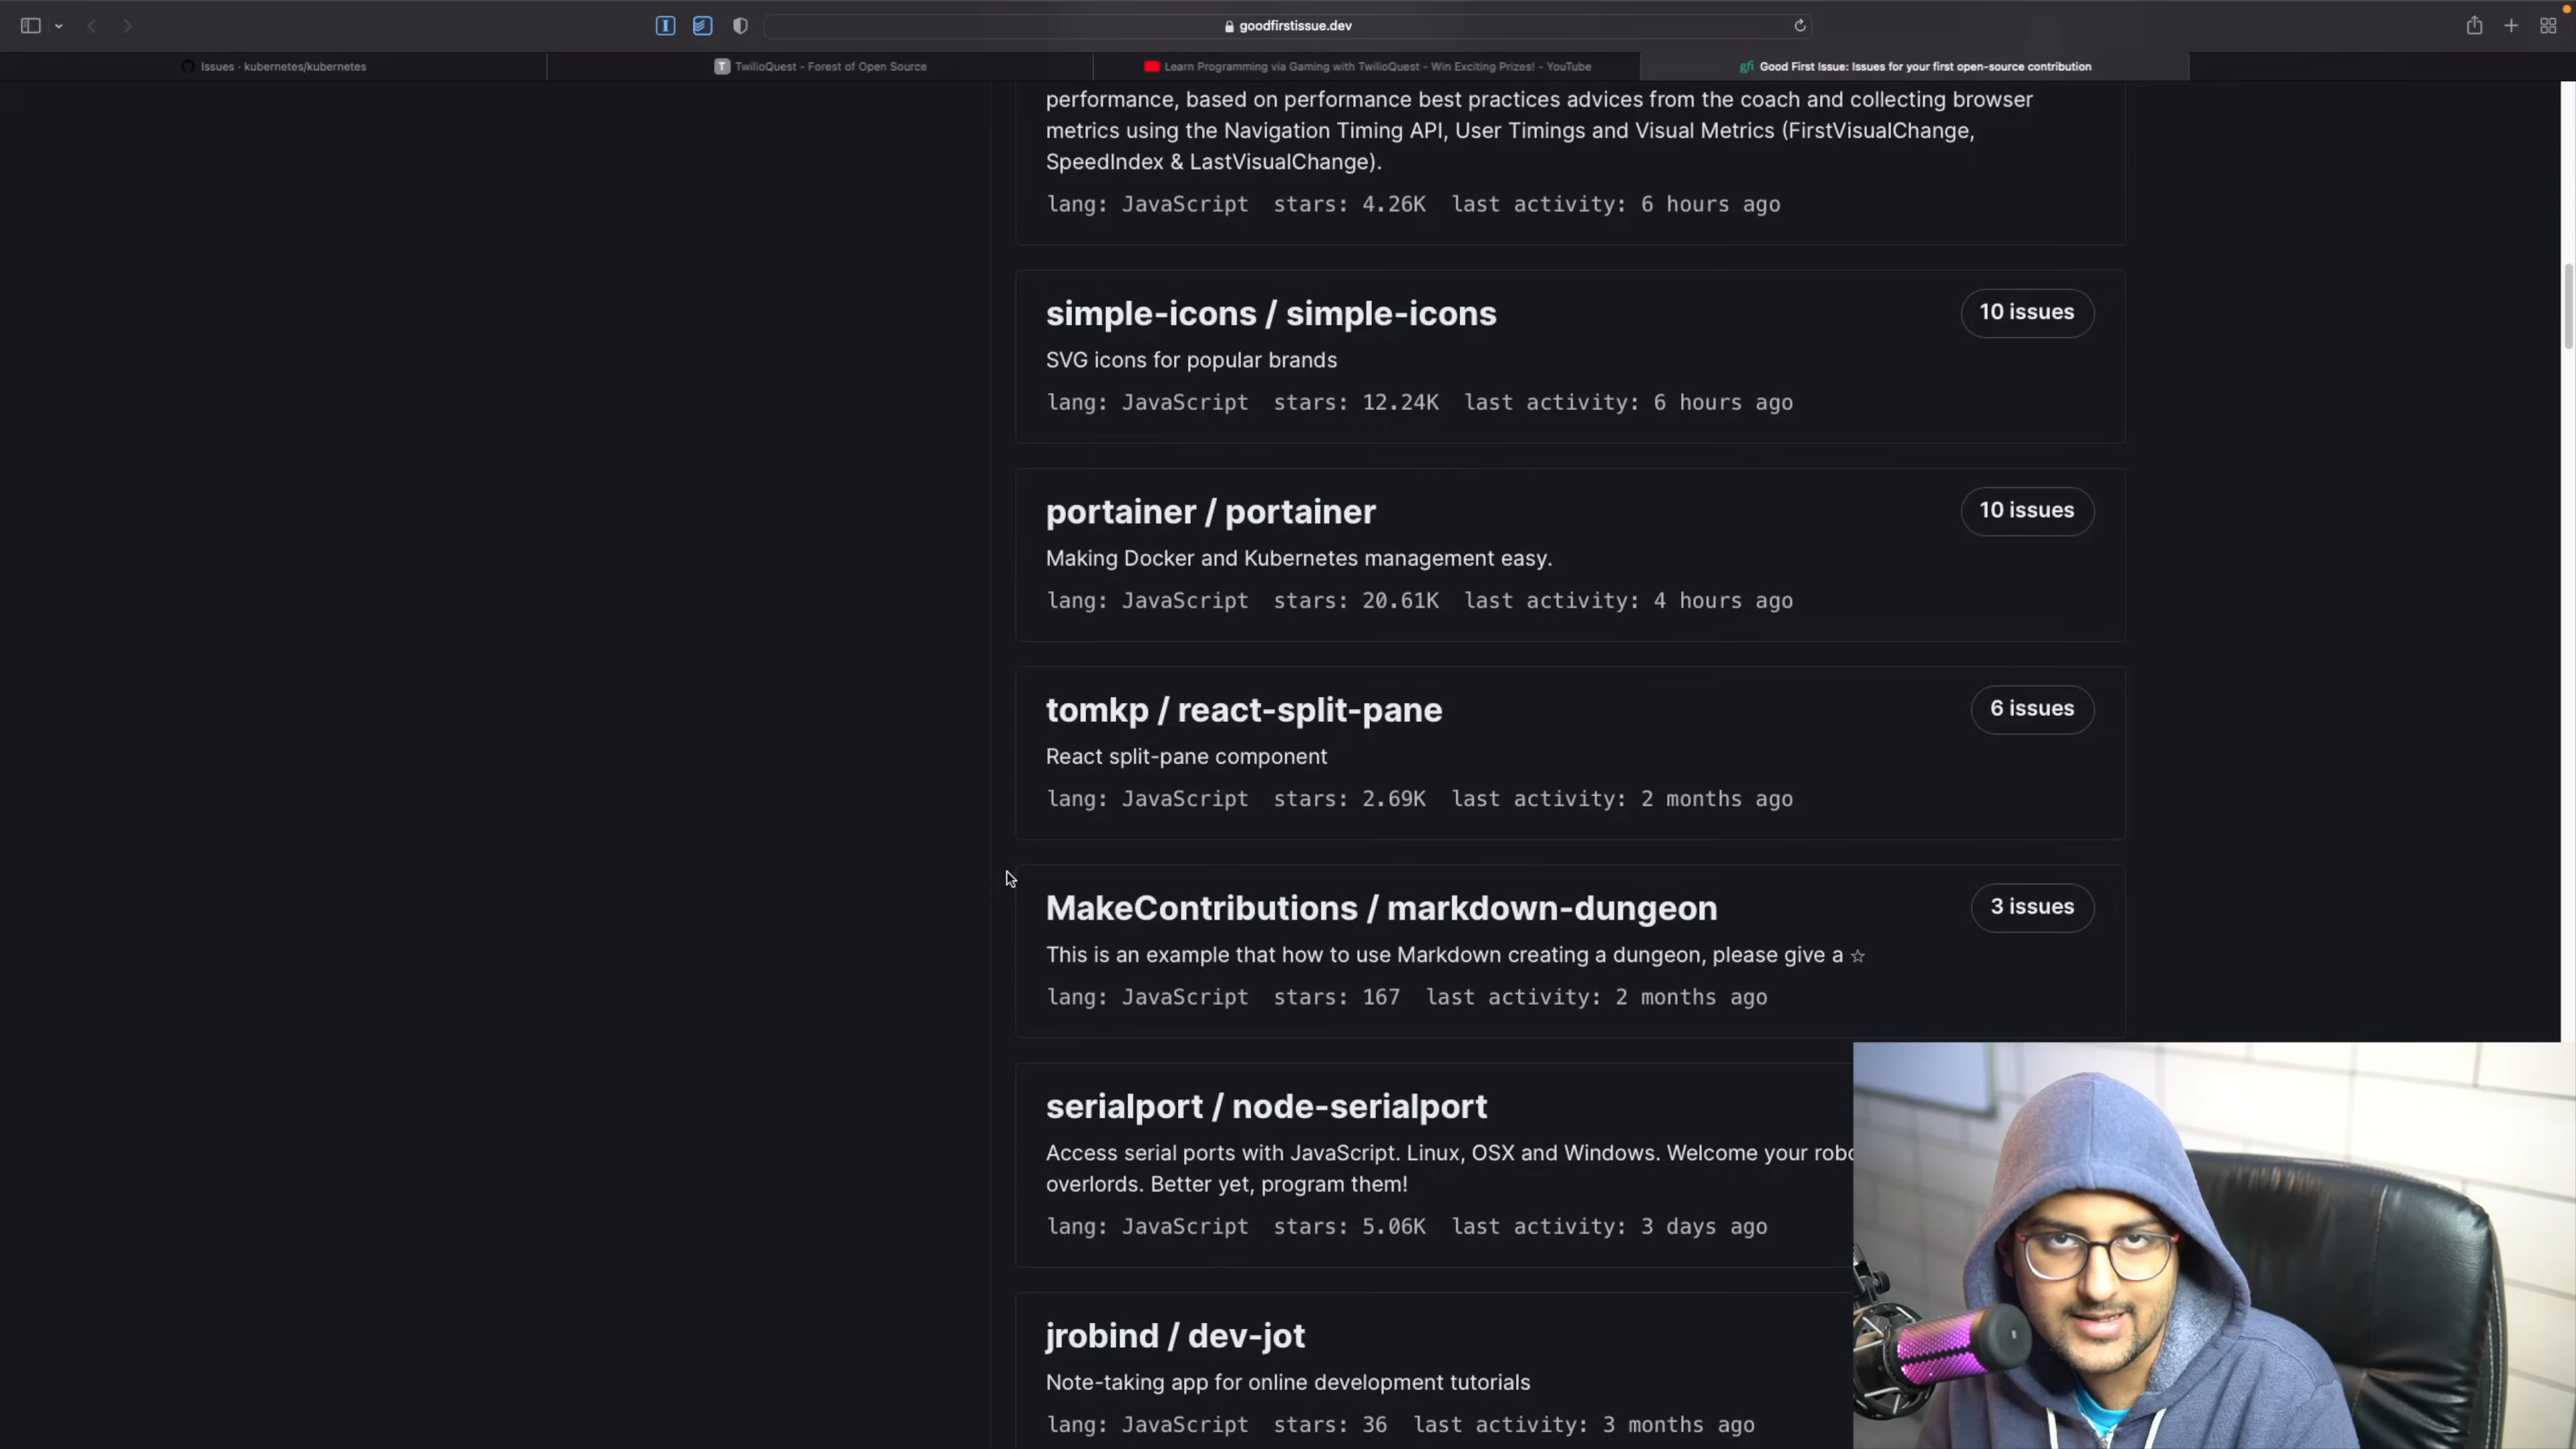 goodfirstissue.dev
Issues · kubernetes/kubernetes
T TwilioQuest - Forest of Open Source
Learn Programming via Gaming with TwilioQuest - Win Exciting Prizes! - YouTube
gfi Good First Issue: Issues for your first open-source contribution
performance, based on performance best practices advices from the coach and collecting browser
metrics using the Navigation Timing API, User Timings and Visual Metrics (FirstVisualChange,
SpeedIndex & LastVisualChange).
lang: JavaScript stars: 4.26K last activity: 6 hours ago
simple-icons / simple-icons
10 issues
SVG icons for popular brands
lang: JavaScript stars: 12.24K last activity: 6 hours ago
portainer / portainer
10 issues
Making Docker and Kubernetes management easy.
lang: JavaScript stars: 20.61K last activity: 4 hours ago
tomkp / react-split-pane
6 issues
React split-pane component
lang: JavaScript stars: 2.69K last activity: 2 months ago
MakeContributions / markdown-dungeon
3 issues
This is an example that how to use Markdown creating a dungeon, please give a ☆
lang: JavaScript stars: 167 last activity: 2 months ago
serialport / node-serialport
Access serial ports with JavaScript. Linux, OSX and Windows. Welcome your robo
overlords. Better yet, program them!
lang: JavaScript stars: 5.06K last activity: 3 days ago
jrobind / dev-jot
Note-taking app for online development tutorials
lang: JavaScript stars: 36 last activity: 3 months ago